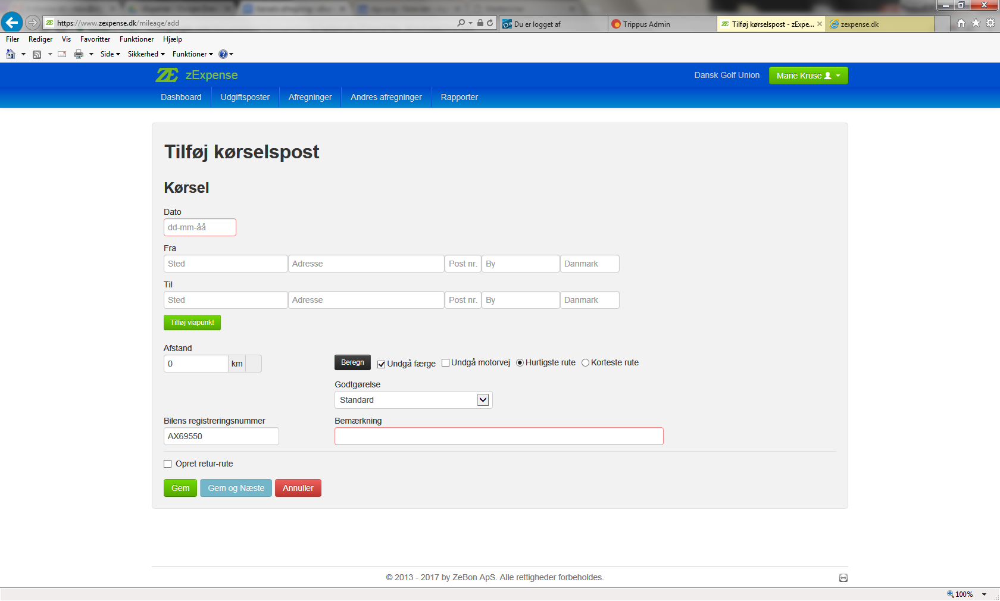 https://www.zexpense.dk/mileage/add
Du er logget af
Trippus Admin
Tilføj kørselspost - zExpe...
zexpense.dk
Filer Rediger Vis Favoritter Funktioner Hjælp
Side Sikkerhed Funktioner
ZE zExpense
Dansk Golf Union
Marie Kruse
Dashboard Udgiftsposter Afregninger Andres afregninger Rapporter
Tilføj kørselspost
Kørsel
Dato
dd-mm-åå
Fra
Sted Adresse Post nr. By Danmark
Til
Sted Adresse Post nr. By Danmark
Tilføj viapunkt
Afstand
0 km
Beregn Undgå færge Undgå motorvej Hurtigste rute Korteste rute
Godtgørelse
Standard
Bilens registreringsnummer
AX69550
Bemærkning
Opret retur-rute
Gem Gem og Næste Annuller
© 2013 - 2017 by ZeBon ApS. Alle rettigheder forbeholdes.
100%